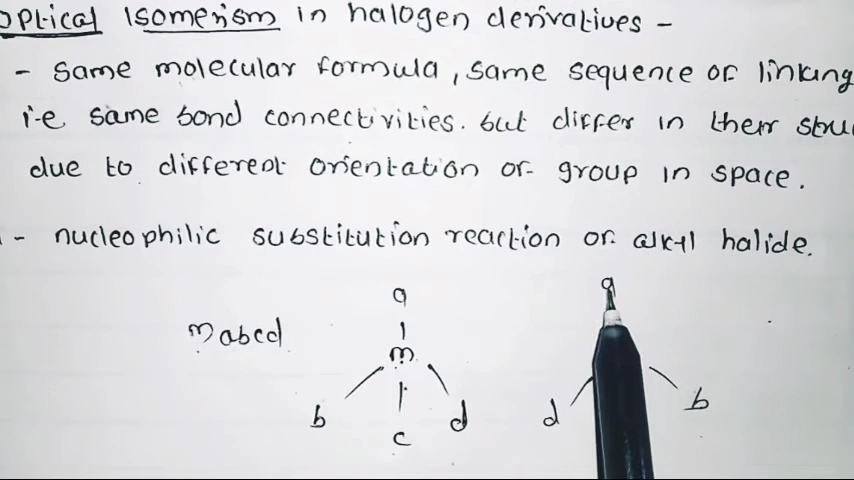 Optical Isomerism in halogen derivatives -
- same molecular formula, same sequence of linking
i.e same bond connectivities. but differ in their stru
due to different orientation of group in space.
- nucleophilic substitution reaction of alkyl halide.
a a
mabcd m
b d d b
c